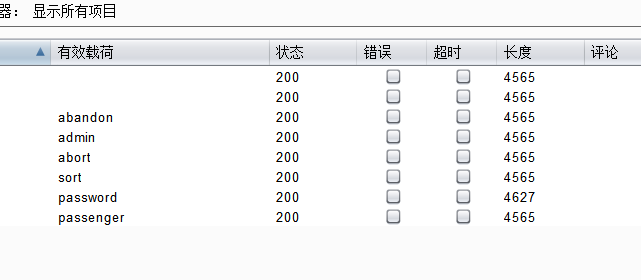 器： 显示所有项目
有效载荷 状态 错误 超时 长度 评论
200 4565
200 4565
abandon 200 4565
admin 200 4565
abort 200 4565
sort 200 4565
password 200 4627
passenger 200 4565